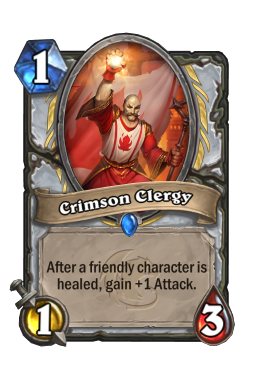 1
Crimson Clergy
After a friendly character is
healed, gain +1 Attack.
1
3